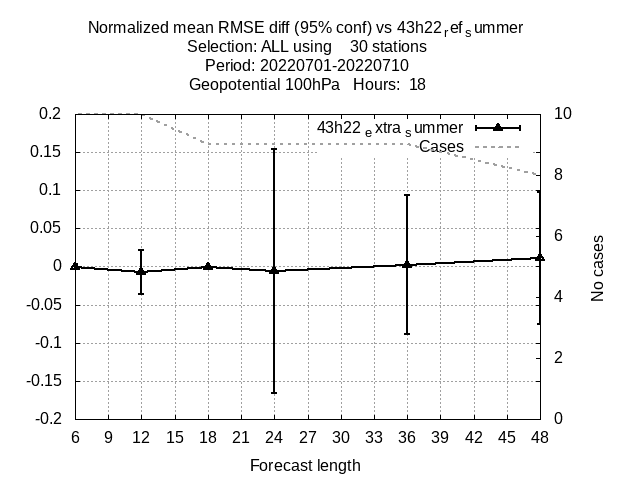 Normalized mean RMSE diff (95% conf) vs 43h22refsummer
Selection: ALL using    30 stations
Period: 20220701-20220710
Geopotential 100hPa   Hours:  18
43h22extrasummer
Cases
0.2
0.15
0.1
0.05
0
-0.05
-0.1
-0.15
-0.2
10
8
6
4
2
0
No cases
6 9 12 15 18 21 24 27 30 33 36 39 42 45 48
Forecast length